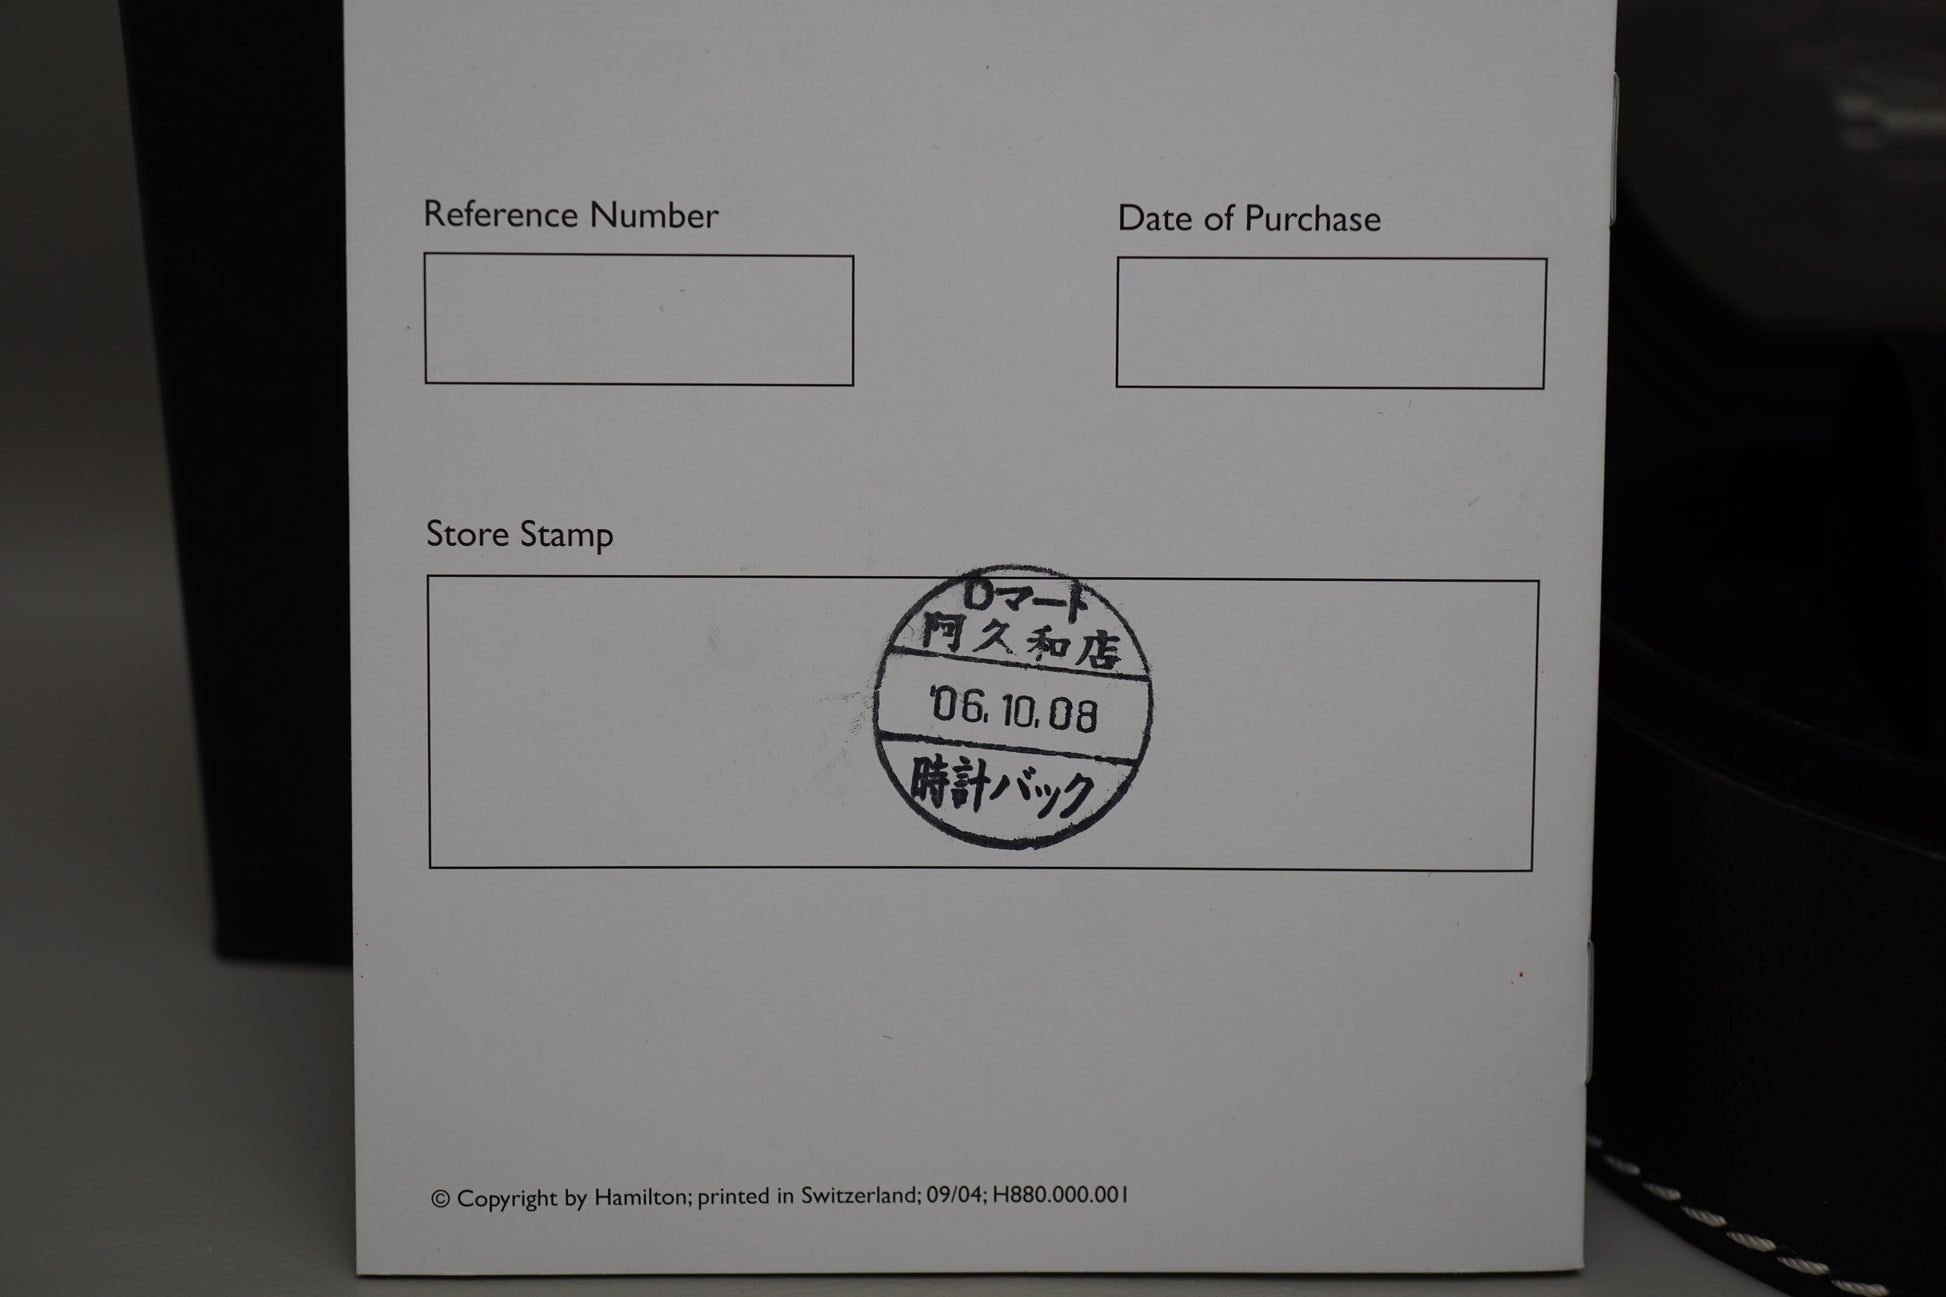 Reference Number
Date of Purchase
Store Stamp
Dマート
阿久和店
'06.10.08
時計バック
© Copyright by Hamilton; printed in Switzerland; 09/04; H880.000.001